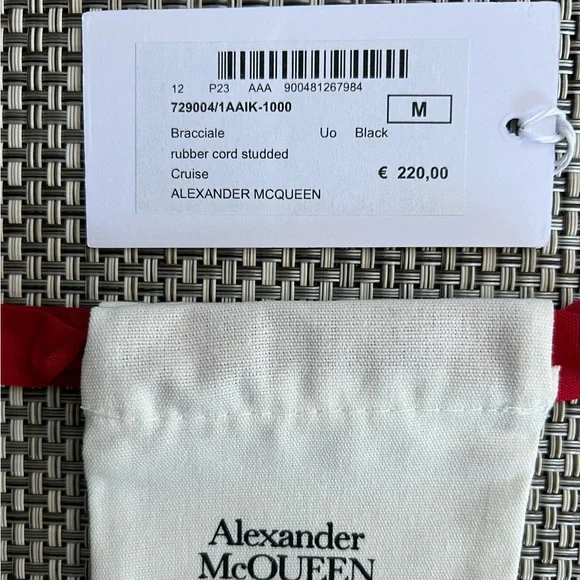 12 P23 AAA 900481267984
729004/1AAIK-1000 M
Bracciale Uo Black
rubber cord studded
Cruise € 220,00
ALEXANDER MCQUEEN
Alexander
McQUEEN